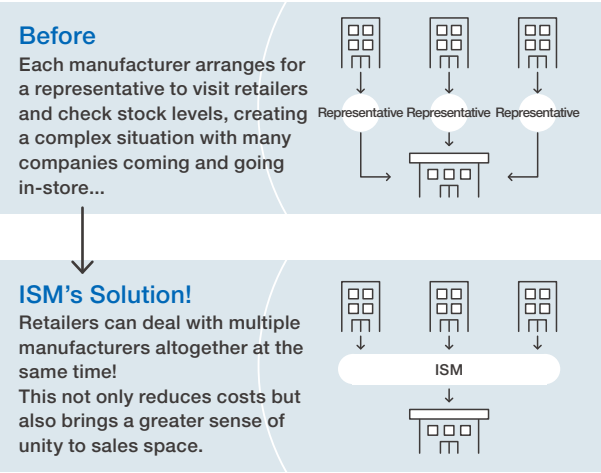 Before
Each manufacturer arranges for
a representative to visit retailers
and check stock levels, creating
a complex situation with many
companies coming and going
in-store...
Representative Representative Representative
ISM's Solution!
Retailers can deal with multiple
manufacturers altogether at the
same time!
This not only reduces costs but
also brings a greater sense of
unity to sales space.
ISM